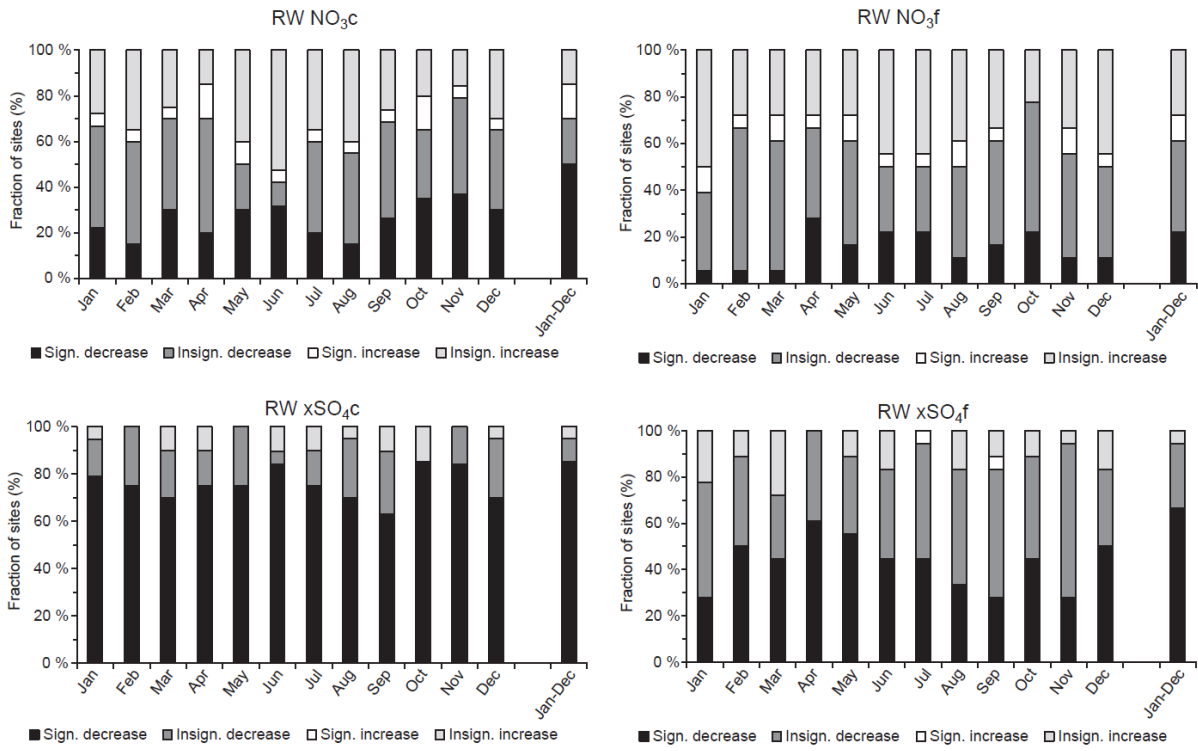 RW NO₃c
Fraction of sites (%)
100 %
80 %
60 %
40 %
20 %
0 %
Jan Feb Mar Apr May Jun Jul Aug Sep Oct Nov Dec Jan-Dec
Sign. decrease Insign. decrease Sign. increase Insign. increase
RW NO₃f
Fraction of sites (%)
100 %
80 %
60 %
40 %
20 %
0 %
Jan Feb Mar Apr May Jun Jul Aug Sep Oct Nov Dec Jan-Dec
Sign. decrease Insign. decrease Sign. increase Insign. increase
RW xSO₄c
Fraction of sites (%)
100 %
80 %
60 %
40 %
20 %
0 %
Jan Feb Mar Apr May Jun Jul Aug Sep Oct Nov Dec Jan-Dec
Sign. decrease Insign. decrease Sign. increase Insign. increase
RW xSO₄f
Fraction of sites (%)
100 %
80 %
60 %
40 %
20 %
0 %
Jan Feb Mar Apr May Jun Jul Aug Sep Oct Nov Dec Jan-Dec
Sign. decrease Insign. decrease Sign. increase Insign. increase